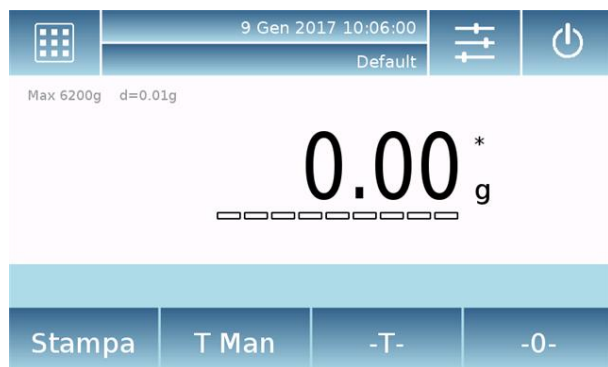 9 Gen 2017 10:06:00
Default
Max 6200g d=0.01g
0.00 * g
Stampa T Man -T- -0-